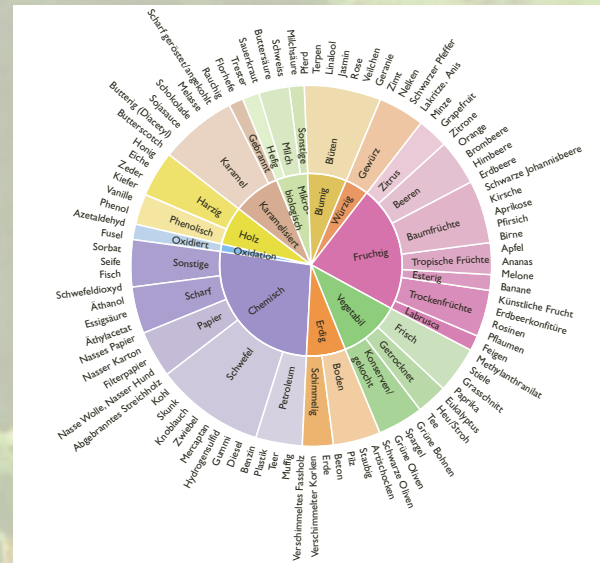 Blumig
Würzig
Fruchtig
Vegetabil
Erdig
Chemisch
Oxidation
Holz
Karamelisiert
Mikro-
biologisch
Blüten
Gewürz
Zitrus
Beeren
Baumfrüchte
Tropische Früchte
Esterig
Trockenfrüchte
Labrusca
Frisch
Getrocknet
Konserven/
gekocht
Boden
Schimmelig
Petroleum
Schwefel
Papier
Scharf
Sonstige
Oxidiert
Phenolisch
Harzig
Karamel
Gebrannt
Hefig
Milch
Sonstige
Terpen
Linalool
Jasmin
Rose
Veilchen
Geranie
Zimt
Nelken
Schwarzer Pfeffer
Lakritze, Anis
Minze
Grapefruit
Zitrone
Orange
Brombeere
Himbeere
Erdbeere
Schwarze Johannisbeere
Kirsche
Aprikose
Pfirsich
Birne
Apfel
Ananas
Melone
Banane
Künstliche Frucht
Erdbeerkonfitüre
Rosinen
Pflaumen
Feigen
Methylanthranilat
Stiele
Grasschnitt
Paprika
Eukalyptus
Heu/Stroh
Tee
Grüne Bohnen
Spargel
Grüne Oliven
Schwarze Oliven
Artischocken
Staubig
Pilz
Beton
Erde
Verschimmelter Korken
Verschimmeltes Fassholz
Muffig
Teer
Plastik
Benzin
Diesel
Gummi
Hydrogensulfid
Mercaptan
Zwiebel
Knoblauch
Skunk
Kohl
Abgebranntes Streichholz
Nasse Wolle, Nasser Hund
Filterpapier
Nasser Karton
Nasses Papier
Äthylacetat
Essigsäure
Äthanol
Schwefeldioxyd
Fisch
Seife
Sorbat
Fusel
Azetaldehyd
Phenol
Vanille
Kiefer
Zeder
Eiche
Honig
Butterscotch
Butterig (Diacetyl)
Sojasauce
Schokolade
Melasse
Scharf geröstet/angekohlt
Rauchig
Florhefe
Trester
Sauerkraut
Buttersäure
Schweiss
Milchsäure
Pferd